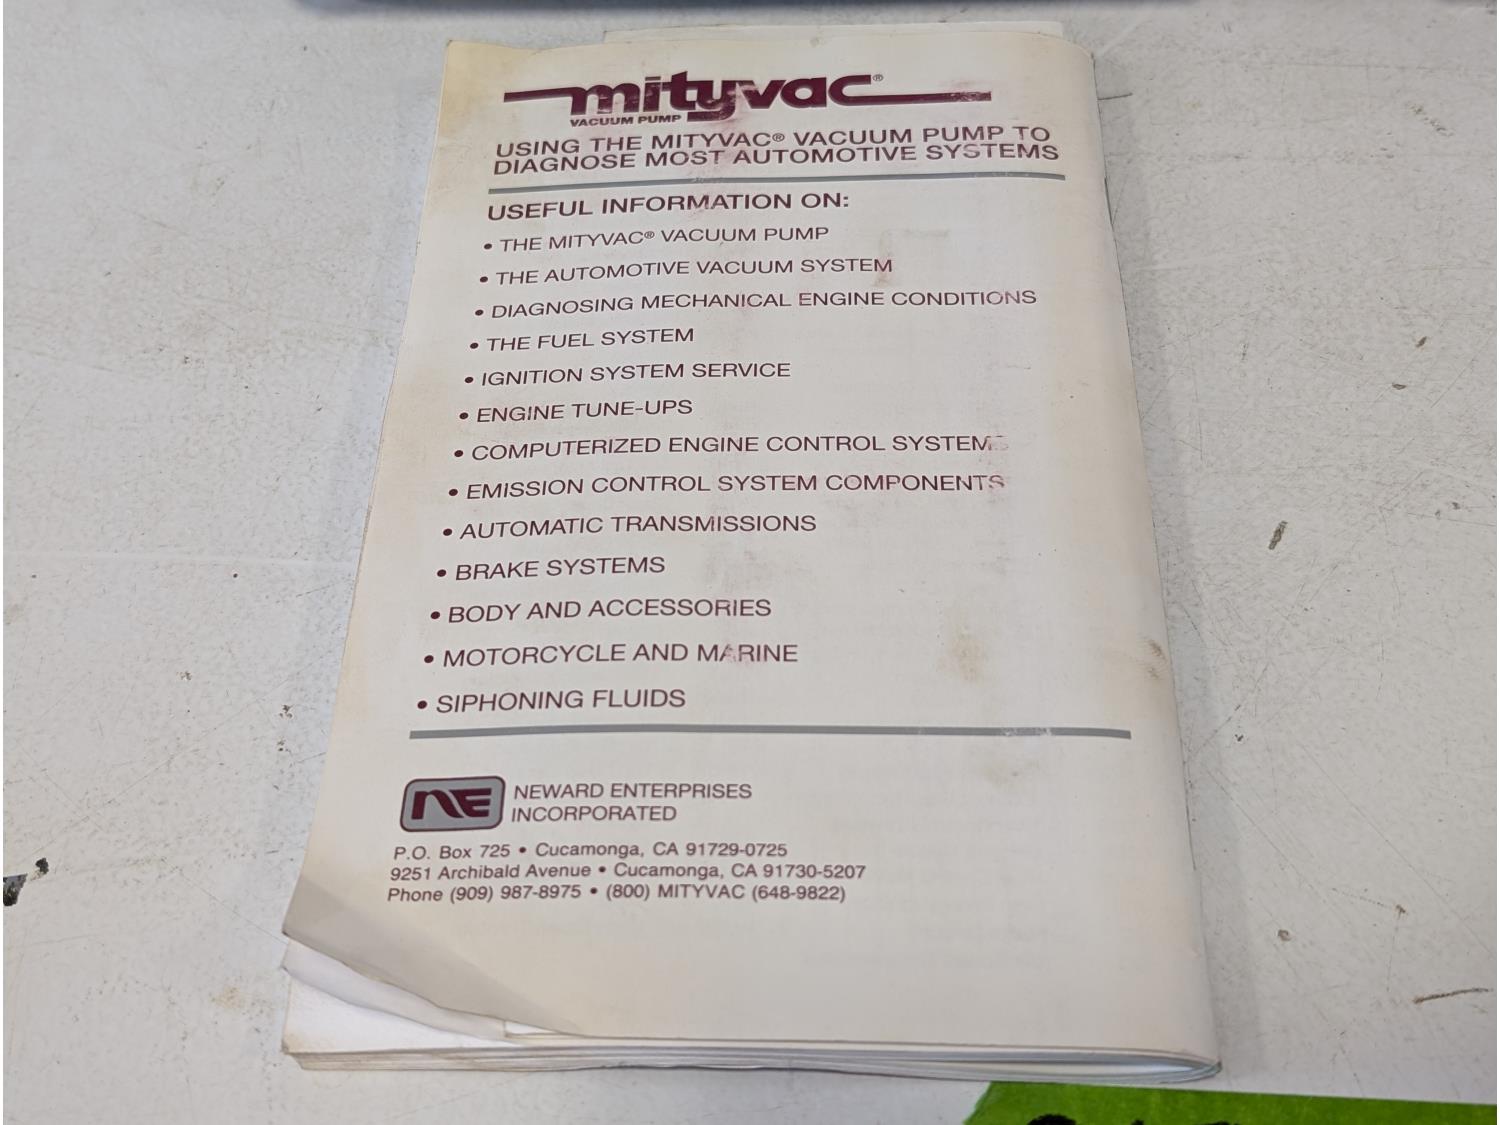 mityvac®
VACUUM PUMP
USING THE MITYVAC® VACUUM PUMP TO
DIAGNOSE MOST AUTOMOTIVE SYSTEMS
USEFUL INFORMATION ON:
• THE MITYVAC® VACUUM PUMP
• THE AUTOMOTIVE VACUUM SYSTEM
• DIAGNOSING MECHANICAL ENGINE CONDITIONS
• THE FUEL SYSTEM
• IGNITION SYSTEM SERVICE
• ENGINE TUNE-UPS
• COMPUTERIZED ENGINE CONTROL SYSTEMS
• EMISSION CONTROL SYSTEM COMPONENTS
• AUTOMATIC TRANSMISSIONS
• BRAKE SYSTEMS
• BODY AND ACCESSORIES
• MOTORCYCLE AND MARINE
• SIPHONING FLUIDS
NE NEWARD ENTERPRISES
INCORPORATED
P.O. Box 725 • Cucamonga, CA 91729-0725
9251 Archibald Avenue • Cucamonga, CA 91730-5207
Phone (909) 987-8975 • (800) MITYVAC (648-9822)